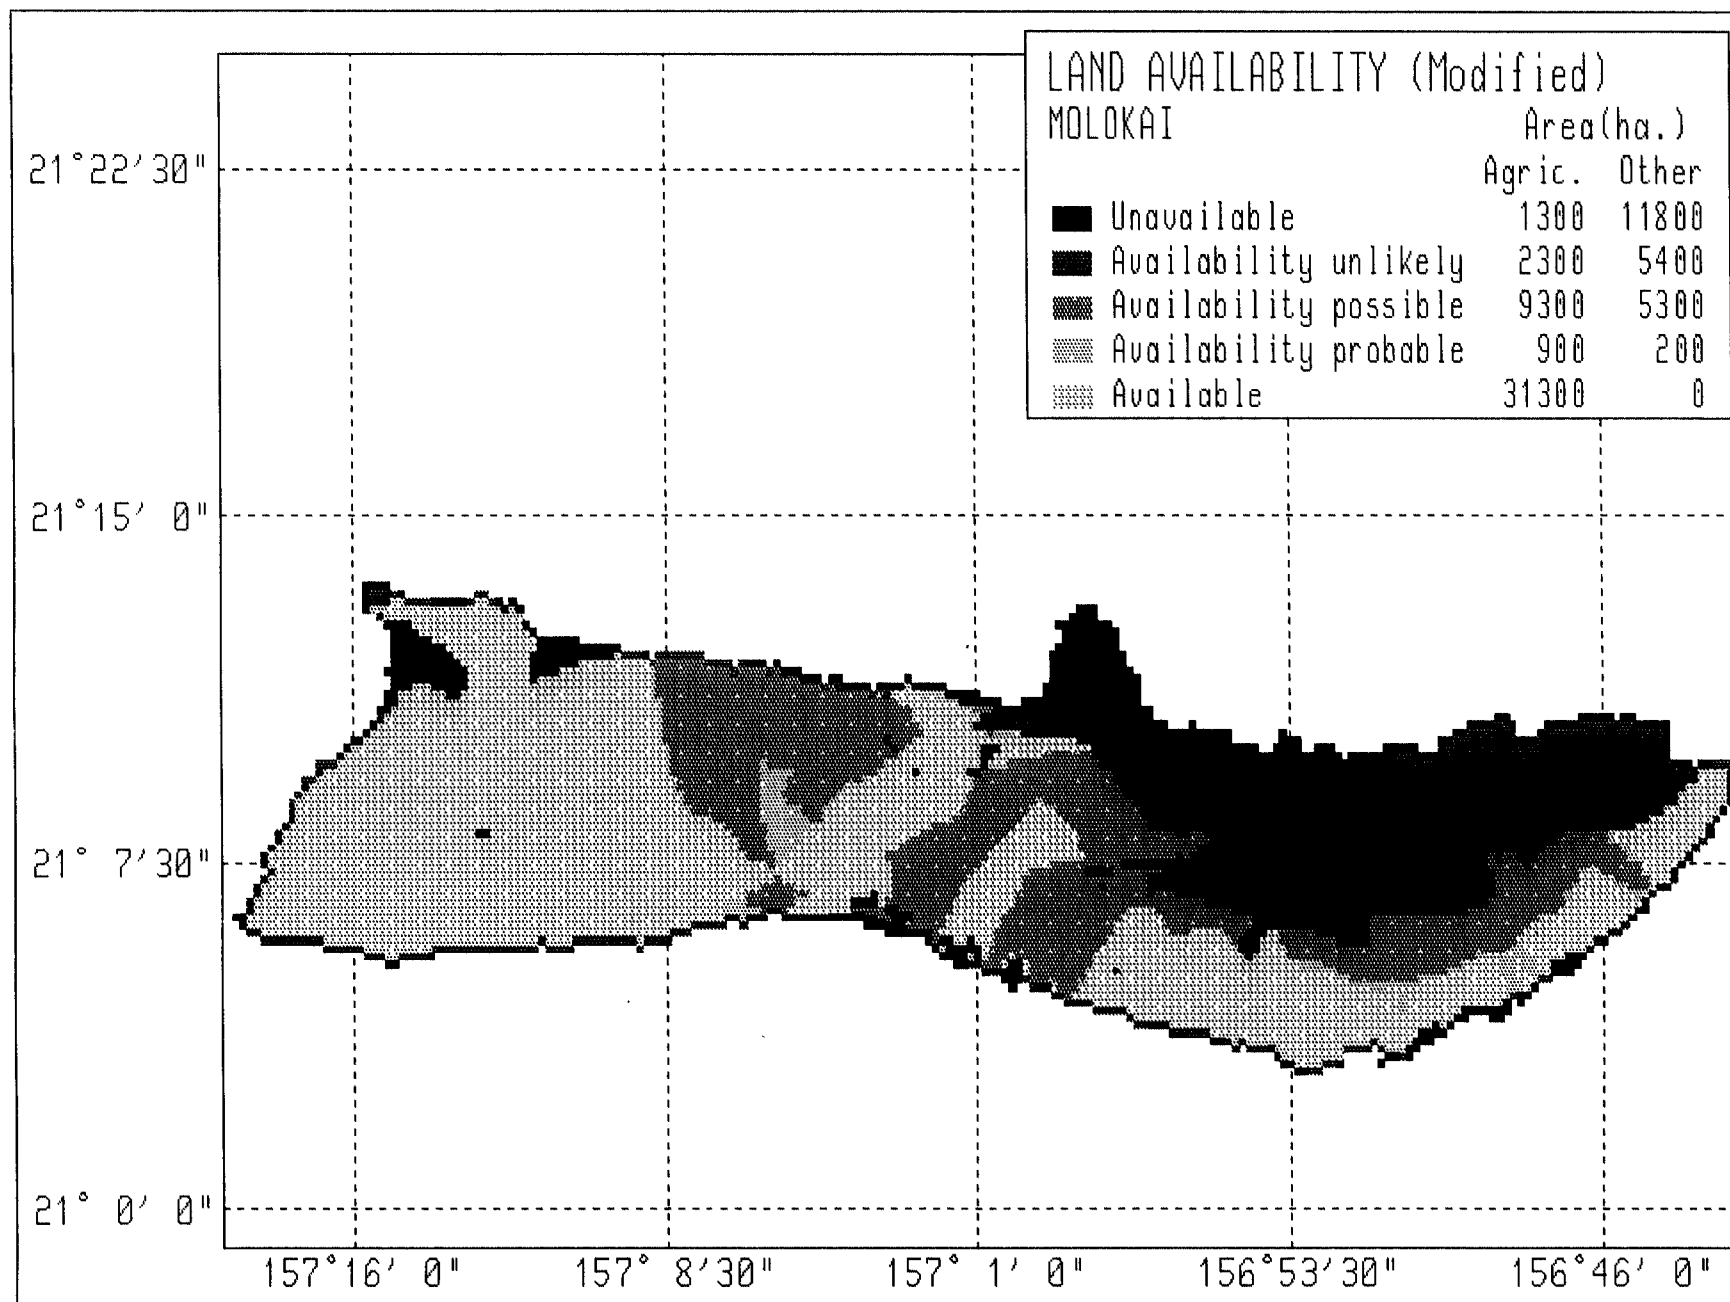 LAND AVAILABILITY (Modified)
MOLOKAI Area(ha.)
Agric. Other
Unavailable 1300 11800
Availability unlikely 2300 5400
Availability possible 9300 5300
Availability probable 900 200
Available 31300 0
21°22'30"
21°15' 0"
21° 7'30"
21° 0' 0"
157°16' 0" 157° 8'30" 157° 1' 0" 156°53'30" 156°46' 0"